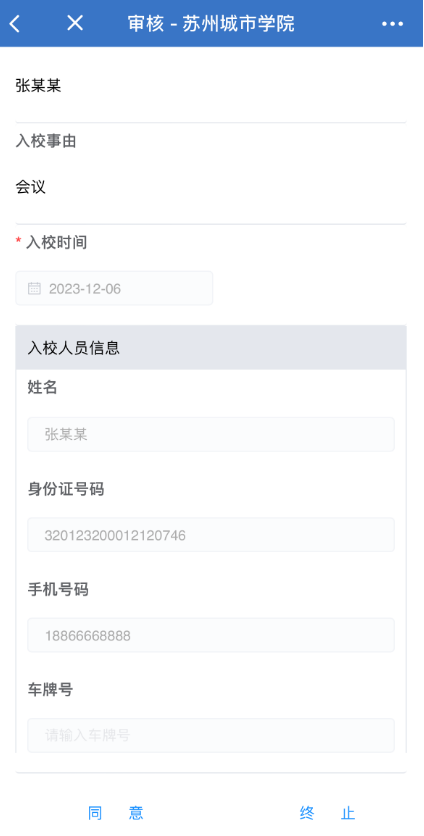 审核 - 苏州城市学院
张某某
入校事由
会议
* 入校时间
2023-12-06
入校人员信息
姓名
张某某
身份证号码
320123200012120746
手机号码
18866668888
车牌号
请输入车牌号
同 意 终 止